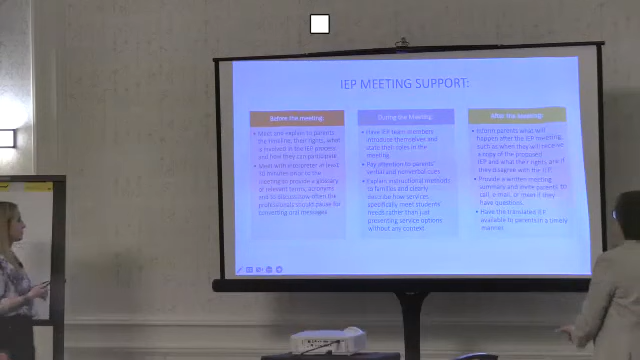 IEP MEETING SUPPORT:
Before the meeting:
Meet and explain to parents
the timeline, their rights, what
is involved in the IEP process
and how they can participate
Meet with interpreter at least
10 minutes prior to the
meeting to provide a glossary
of relevant terms, acronyms
and to discuss how often the
professionals should pause for
converting oral messages
During the Meeting:
Have IEP team members
introduce themselves and
state their roles in the
meeting.
Pay attention to parents'
verbal and nonverbal cues
Explain instructional methods
to families and clearly
describe how services
specifically meet students'
needs rather than just
presenting service options
without any context
After the meeting:
Inform parents what will
happen after the IEP meeting,
such as when they will receive
a copy of the proposed
IEP and what their rights are if they
disagree with the IEP.
Provide a written meeting
summary and invite parents to
call, e-mail, or meet if they
have questions.
Have the translated IEP
available to parents in a timely
manner.